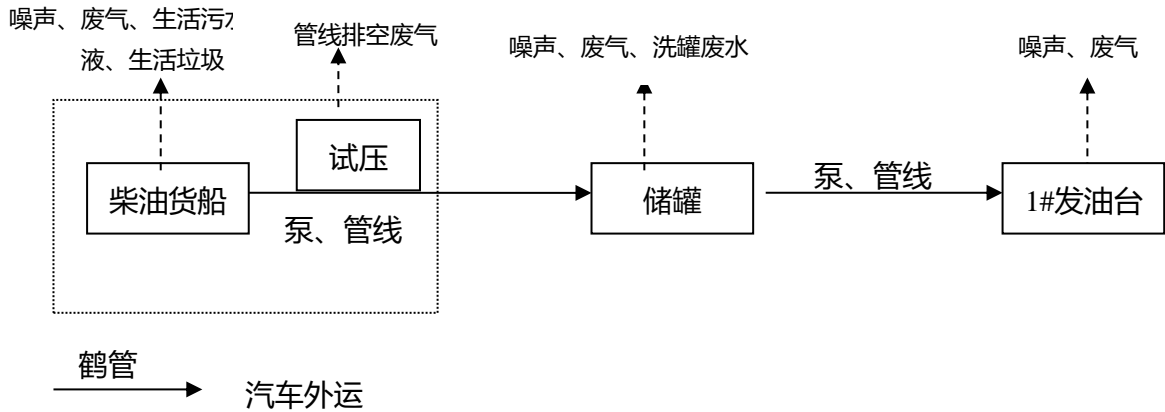 噪声、废气、生活污
液、生活垃圾
管线排空废气
噪声、废气、洗罐废水
噪声、废气
试压
柴油货船
泵、管线
储罐
泵、管线
1#发油台
鹤管
汽车外运